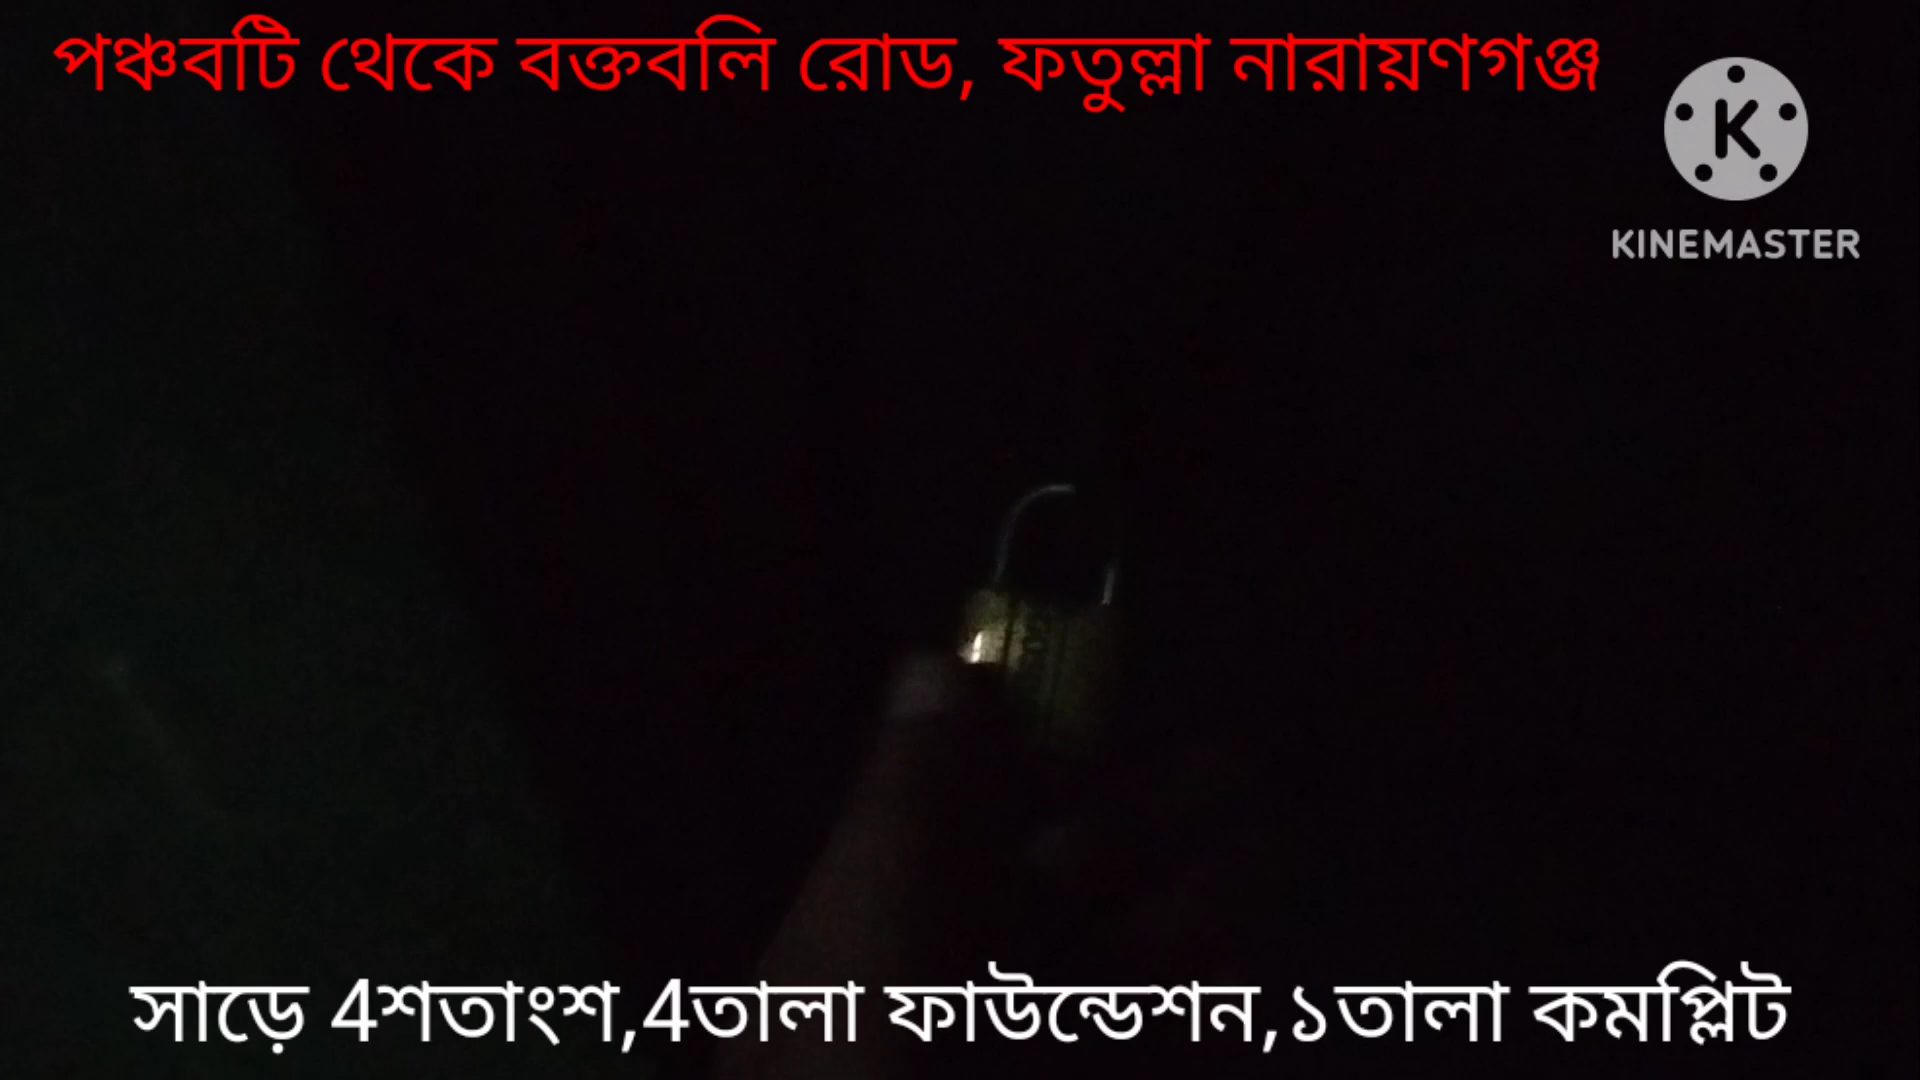 পঞ্চবটি থেকে বক্তবলি রোড, ফতুল্লা নারায়ণগঞ্জ
K
KINEMASTER
সাড়ে 4শতাংশ,4তালা ফাউন্ডেশন,১তালা কমপ্লিট